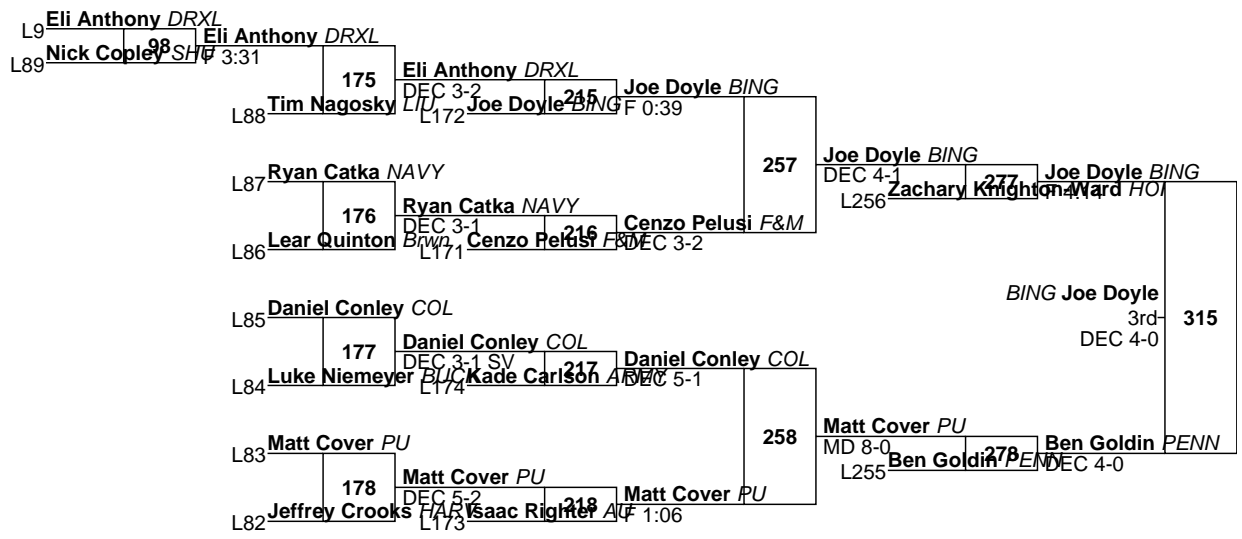 L9 Eli Anthony DRXL
98
L89 Nick Copley SHU
Eli Anthony DRXL
F 3:31
175
L88 Tim Nagosky LIU
Eli Anthony DRXL
DEC 3-2
215
L172 Joe Doyle BING
Joe Doyle BING
F 0:39
L87 Ryan Catka NAVY
176
L86 Lear Quinton Brwn
Ryan Catka NAVY
DEC 3-1
216
L171 Cenzo Pelusi F&M
Cenzo Pelusi F&M
DEC 3-2
257
Joe Doyle BING
DEC 4-1
277
L256 Zachary Knighton-Ward HOF
Joe Doyle BING
F 4:14
L85 Daniel Conley COL
177
L84 Luke Niemeyer BUCK
Daniel Conley COL
DEC 3-1 SV
217
L174 Kade Carlson ARMY
Daniel Conley COL
DEC 5-1
L83 Matt Cover PU
178
L82 Jeffrey Crooks HARV
Matt Cover PU
DEC 5-2
218
L173 Isaac Righter AU
Matt Cover PU
F 1:06
258
Matt Cover PU
MD 8-0
278
L255 Ben Goldin PENN
Ben Goldin PENN
DEC 4-0
315
BING Joe Doyle
3rd
DEC 4-0